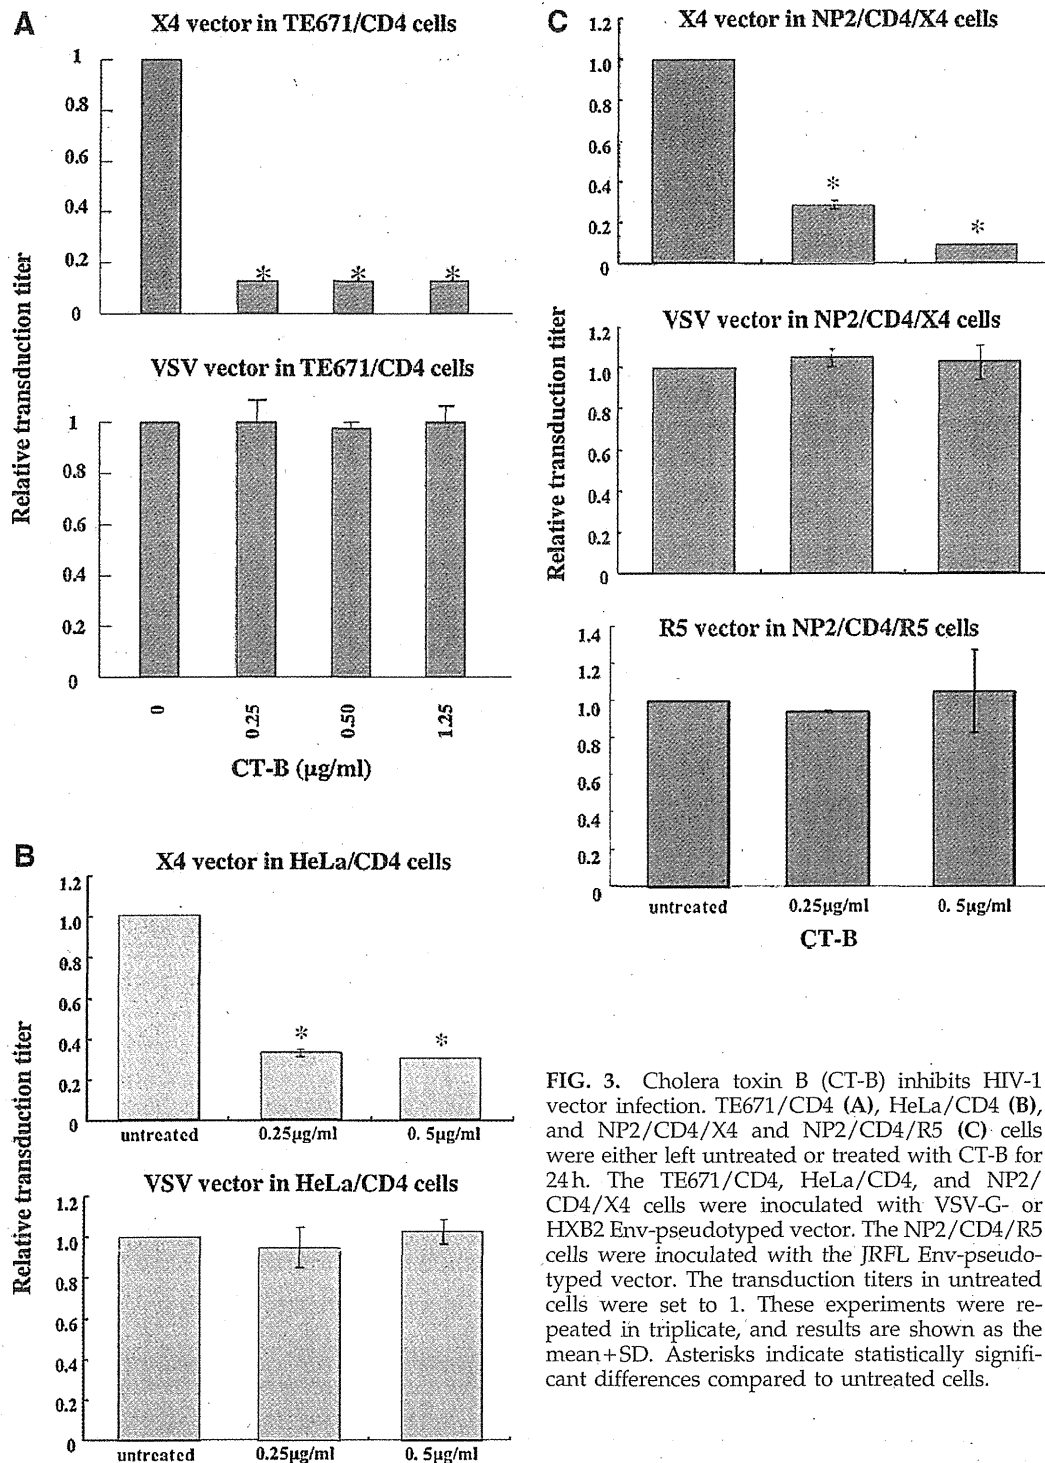 A
X4 vector in TE671/CD4 cells
1
0.8
0.6
0.4
0.2
0
* * *
VSV vector in TE671/CD4 cells
1
0.8
0.6
0.4
0.2
0
Relative transduction titer
0 0.25 0.50 1.25
CT-B (µg/ml)
B
X4 vector in HeLa/CD4 cells
1.2
1.0
0.8
0.6
0.4
0.2
0
* *
untreated 0.25µg/ml 0. 5µg/ml
VSV vector in HeLa/CD4 cells
1.2
1.0
0.8
0.6
0.4
0.2
0
Relative transduction titer
untreated 0.25µg/ml 0. 5µg/ml
C
X4 vector in NP2/CD4/X4 cells
1.2
1.0
0.8
0.6
0.4
0.2
0
* *
VSV vector in NP2/CD4/X4 cells
1.2
1.0
0.8
0.6
0.4
0.2
0
Relative transduction titer
R5 vector in NP2/CD4/R5 cells
1.4
1.2
1.0
0.8
0.6
0.4
0.2
0
untreated 0.25µg/ml 0. 5µg/ml
CT-B
FIG. 3. Cholera toxin B (CT-B) inhibits HIV-1
vector infection. TE671/CD4 (A), HeLa/CD4 (B),
and NP2/CD4/X4 and NP2/CD4/R5 (C) cells
were either left untreated or treated with CT-B for
24h. The TE671/CD4, HeLa/CD4, and NP2/
CD4/X4 cells were inoculated with VSV-G- or
HXB2 Env-pseudotyped vector. The NP2/CD4/R5
cells were inoculated with the JRFL Env-pseudo-
typed vector. The transduction titers in untreated
cells were set to 1. These experiments were re-
peated in triplicate, and results are shown as the
mean+SD. Asterisks indicate statistically signifi-
cant differences compared to untreated cells.